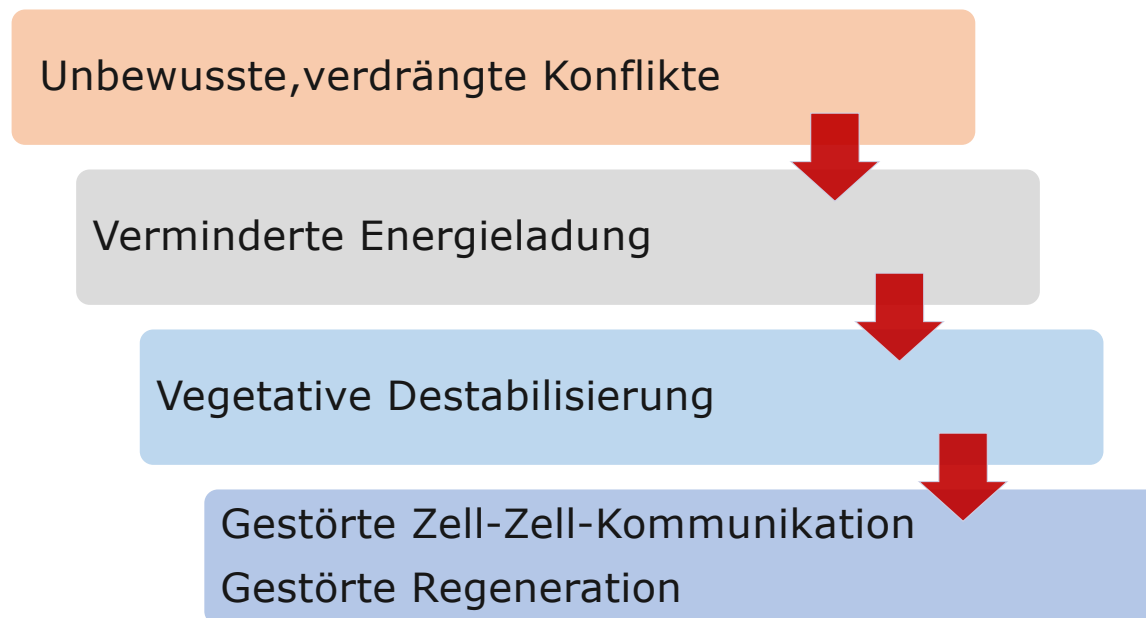 Unbewusste,verdrängte Konflikte
Verminderte Energieladung
Vegetative Destabilisierung
Gestörte Zell-Zell-Kommunikation
Gestörte Regeneration